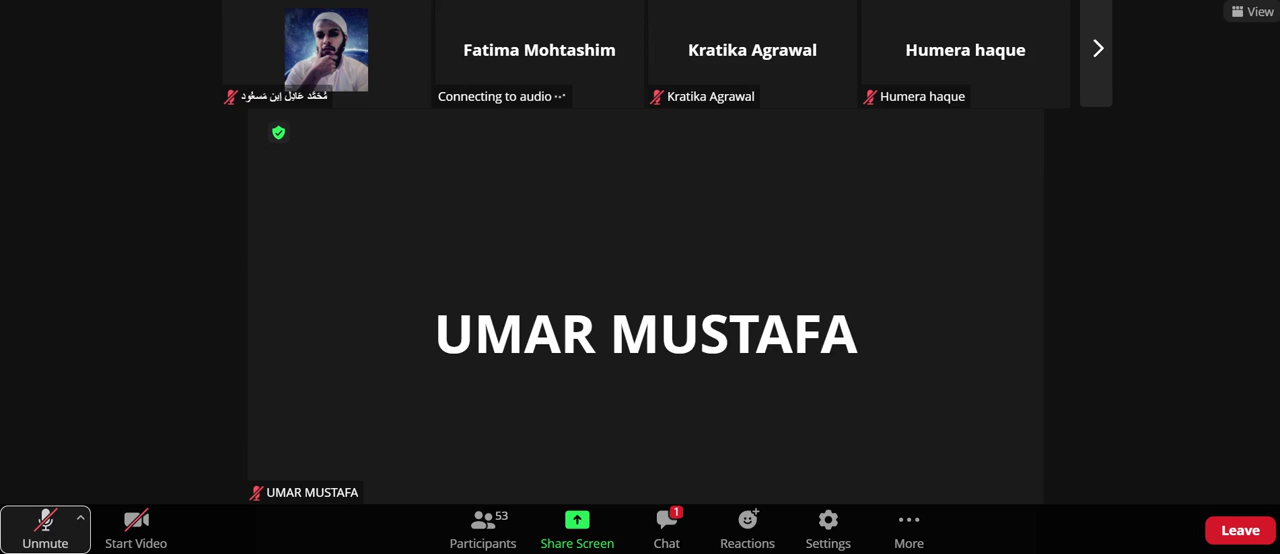 View
Fatima Mohtashim
Kratika Agrawal
Humera haque
مُحَمَّد عَادِل اِبن مَسعُود
Connecting to audio ···
Kratika Agrawal
Humera haque
UMAR MUSTAFA
UMAR MUSTAFA
Unmute
Start Video
53
Participants
Share Screen
1
Chat
Reactions
Settings
More
Leave